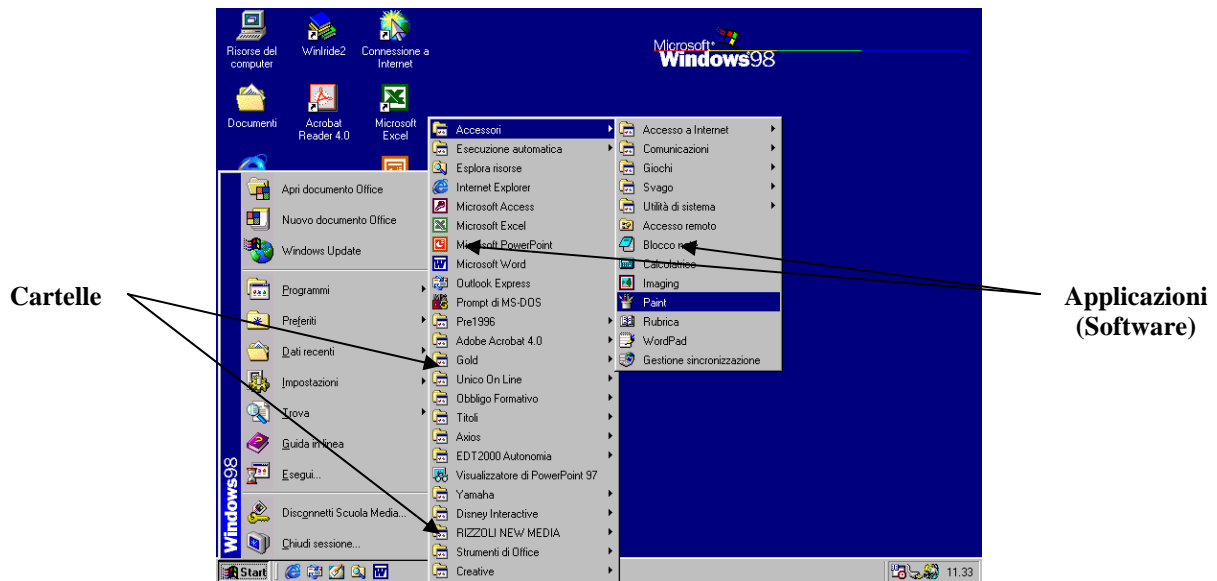 Risorse del computer
WinIride2
Connessione a Internet
Microsoft
Windows98
Documenti
Acrobat Reader 4.0
Microsoft Excel
Apri documento Office
Nuovo documento Office
Windows Update
Programmi
Preferiti
Dati recenti
Impostazioni
Trova
Guida in linea
Esegui...
Disconnetti Scuola Media...
Chiudi sessione...
Windows98
Accessori
Esecuzione automatica
Esplora risorse
Internet Explorer
Microsoft Access
Microsoft Excel
Microsoft PowerPoint
Microsoft Word
Outlook Express
Prompt di MS-DOS
Pre1996
Adobe Acrobat 4.0
Gold
Unico On Line
Obbligo Formativo
Titoli
Axios
EDT2000 Autonomia
Visualizzatore di PowerPoint 97
Yamaha
Disney Interactive
RIZZOLI NEW MEDIA
Strumenti di Office
Creative
Accesso a Internet
Comunicazioni
Giochi
Svago
Utilità di sistema
Accesso remoto
Blocco
Calcolatrice
Imaging
Paint
Rubrica
WordPad
Gestione sincronizzazione
Cartelle
Applicazioni
(Software)
Start
11.33